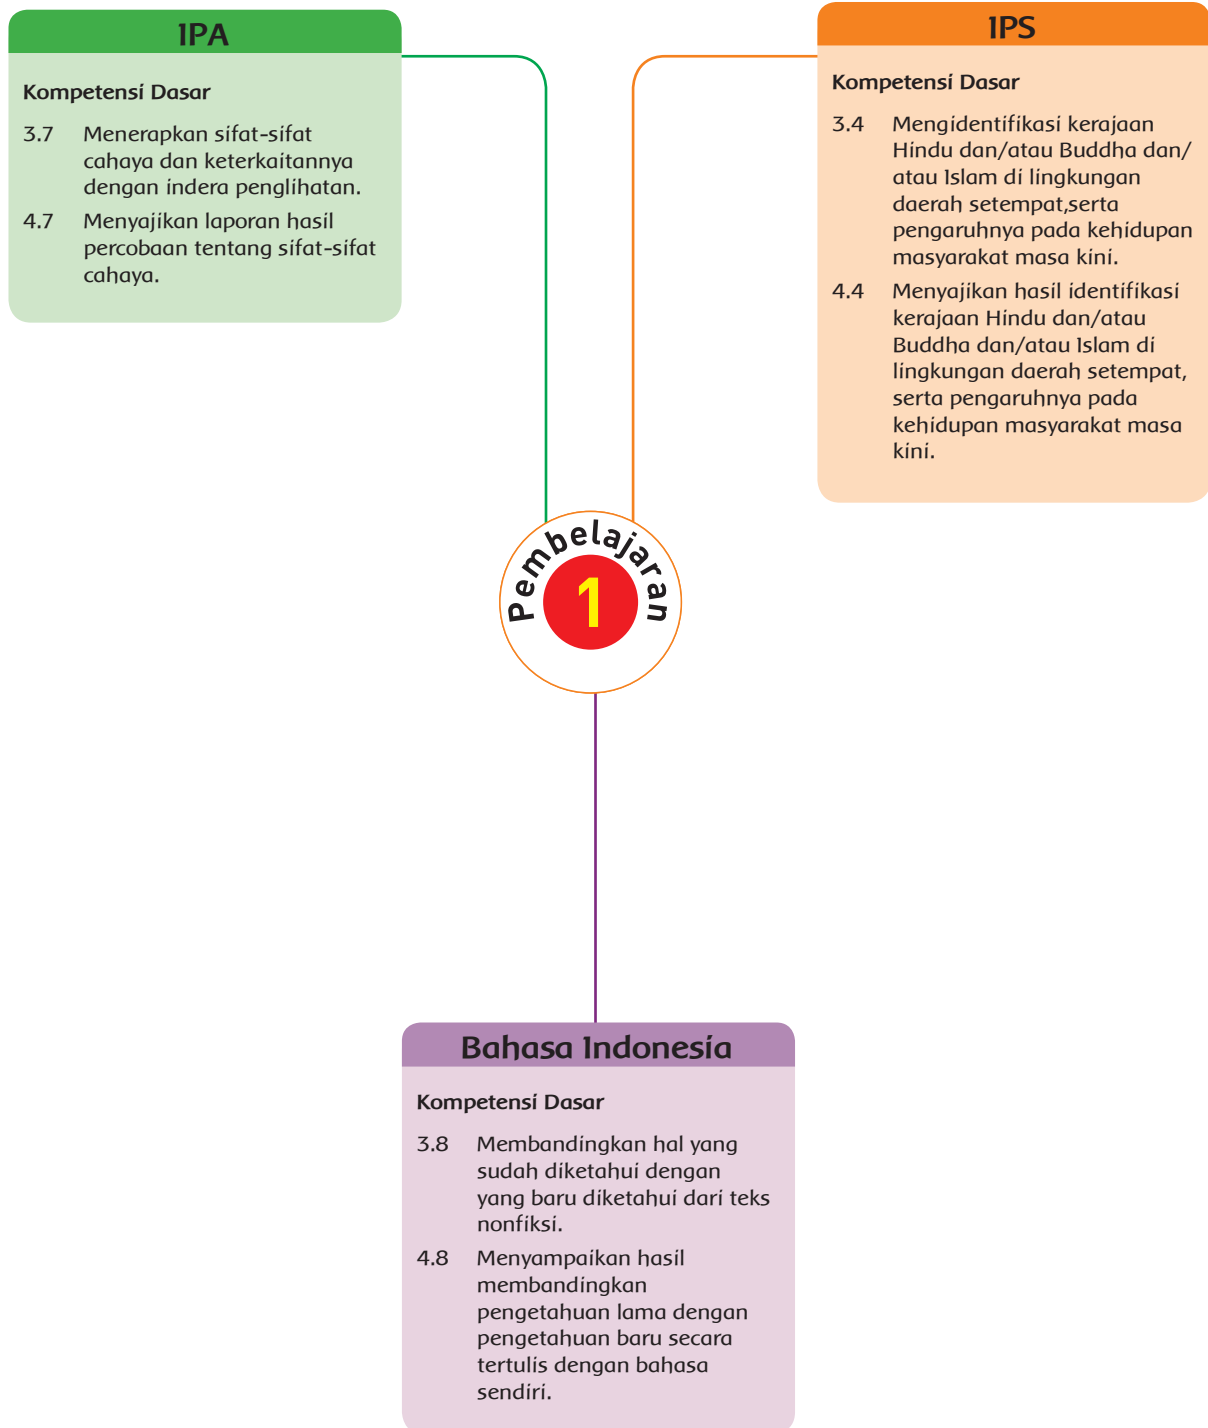 IPA
Kompetensi Dasar
3.7 Menerapkan sifat-sifat
cahaya dan keterkaitannya
dengan indera penglihatan.
4.7 Menyajikan laporan hasil
percobaan tentang sifat-sifat
cahaya.
IPS
Kompetensi Dasar
3.4 Mengidentifikasi kerajaan
Hindu dan/atau Buddha dan/
atau Islam di lingkungan
daerah setempat,serta
pengaruhnya pada kehidupan
masyarakat masa kini.
4.4 Menyajikan hasil identifikasi
kerajaan Hindu dan/atau
Buddha dan/atau Islam di
lingkungan daerah setempat,
serta pengaruhnya pada
kehidupan masyarakat masa
kini.
Pembelajaran
1
Bahasa Indonesia
Kompetensi Dasar
3.8 Membandingkan hal yang
sudah diketahui dengan
yang baru diketahui dari teks
nonfiksi.
4.8 Menyampaikan hasil
membandingkan
pengetahuan lama dengan
pengetahuan baru secara
tertulis dengan bahasa
sendiri.